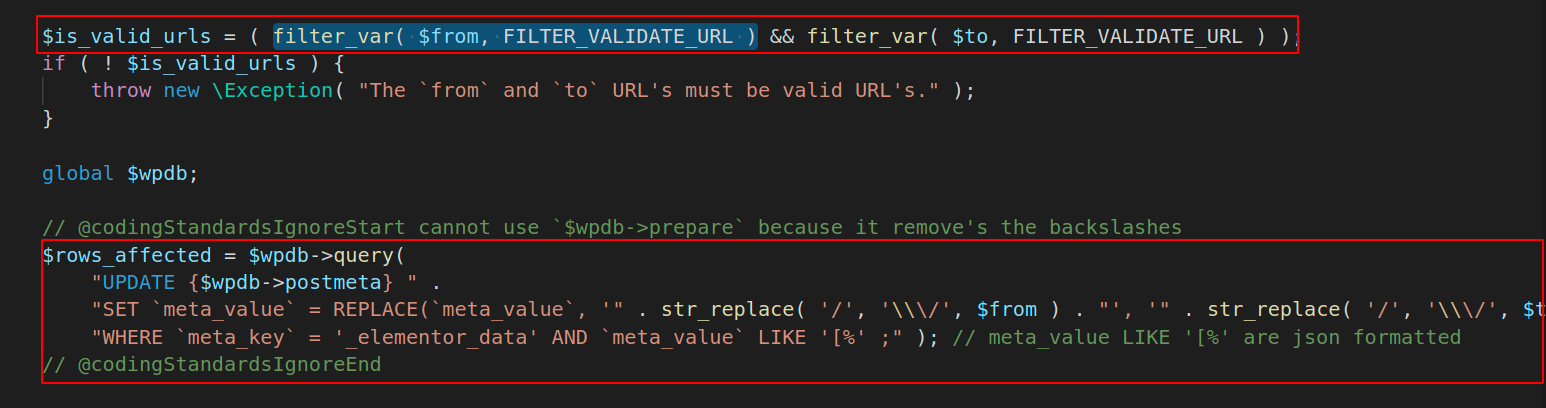 $is_valid_urls = ( filter_var( $from, FILTER_VALIDATE_URL ) && filter_var( $to, FILTER_VALIDATE_URL ) );
if ( ! $is_valid_urls ) {
throw new \Exception( "The `from` and `to` URL's must be valid URL's." );
}
global $wpdb;
// @codingStandardsIgnoreStart cannot use `$wpdb->prepare` because it remove's the backslashes
$rows_affected = $wpdb->query(
"UPDATE {$wpdb->postmeta} " .
"SET `meta_value` = REPLACE(`meta_value`, '" . str_replace( '/', '\\\/', $from ) . "', '" . str_replace( '/', '\\\/', $t
"WHERE `meta_key` = '_elementor_data' AND `meta_value` LIKE '[%' ;" ); // meta_value LIKE '[%' are json formatted
// @codingStandardsIgnoreEnd